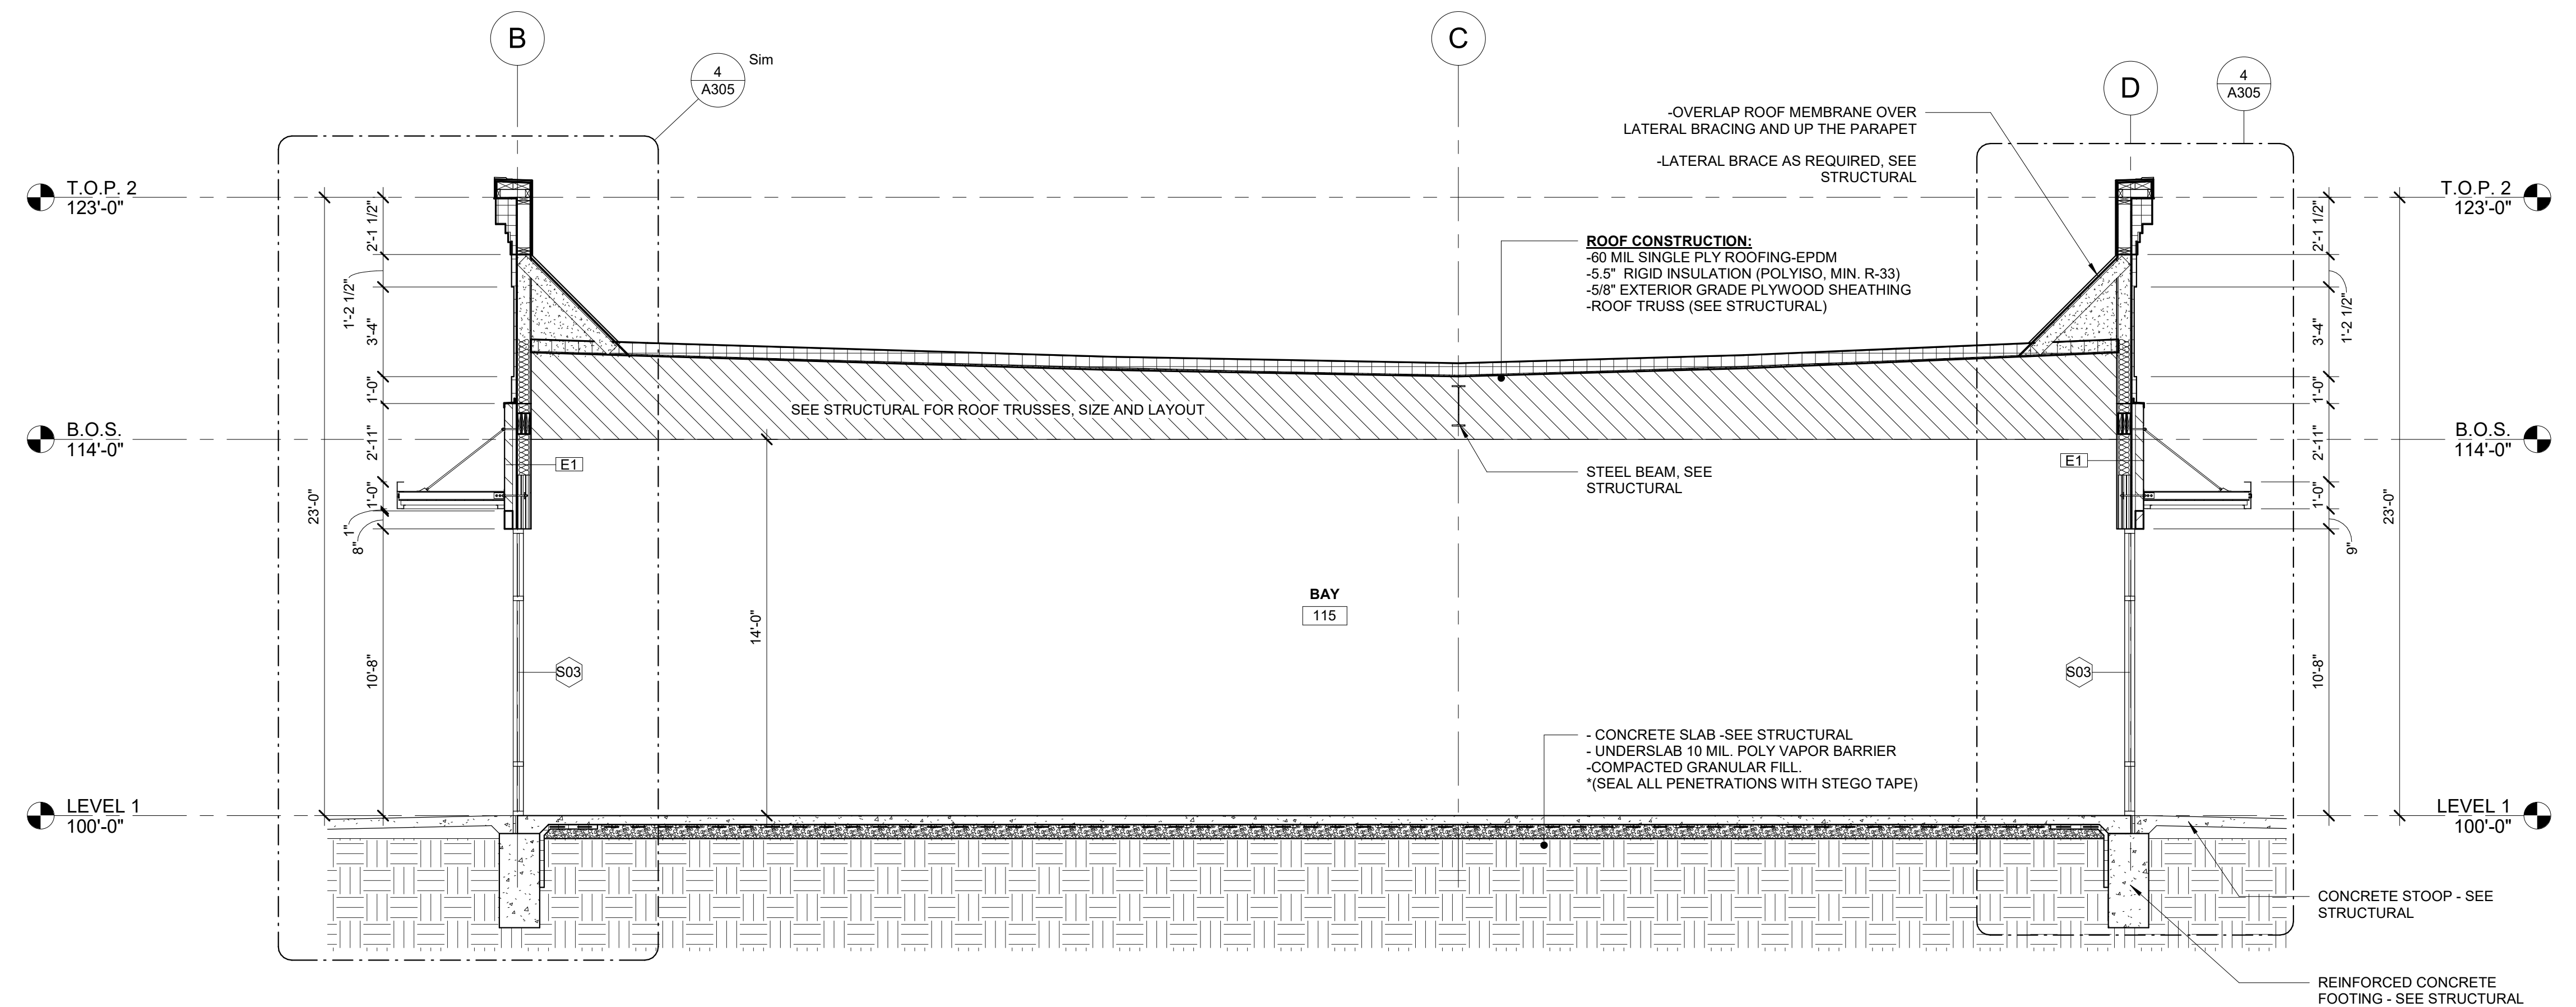 B
C
D
4
A305
Sim
4
A305
-OVERLAP ROOF MEMBRANE OVER
LATERAL BRACING AND UP THE PARAPET
-LATERAL BRACE AS REQUIRED, SEE
STRUCTURAL
T.O.P. 2
123'-0"
T.O.P. 2
123'-0"
2'-1 1/2"
1'-2 1/2"
3'-4"
1'-0"
2'-11"
1'-0"
1"
8"
10'-8"
23'-0"
ROOF CONSTRUCTION:
-60 MIL SINGLE PLY ROOFING-EPDM
-5.5" RIGID INSULATION (POLYISO, MIN. R-33)
-5/8" EXTERIOR GRADE PLYWOOD SHEATHING
-ROOF TRUSS (SEE STRUCTURAL)
2'-1 1/2"
1'-2 1/2"
3'-4"
1'-0"
2'-11"
1'-0"
9"
10'-8"
23'-0"
SEE STRUCTURAL FOR ROOF TRUSSES, SIZE AND LAYOUT
B.O.S.
114'-0"
B.O.S.
114'-0"
E1
E1
STEEL BEAM, SEE
STRUCTURAL
14'-0"
BAY
115
S03
S03
- CONCRETE SLAB -SEE STRUCTURAL
- UNDERSLAB 10 MIL. POLY VAPOR BARRIER
-COMPACTED GRANULAR FILL.
*(SEAL ALL PENETRATIONS WITH STEGO TAPE)
LEVEL 1
100'-0"
LEVEL 1
100'-0"
CONCRETE STOOP - SEE
STRUCTURAL
REINFORCED CONCRETE
FOOTING - SEE STRUCTURAL